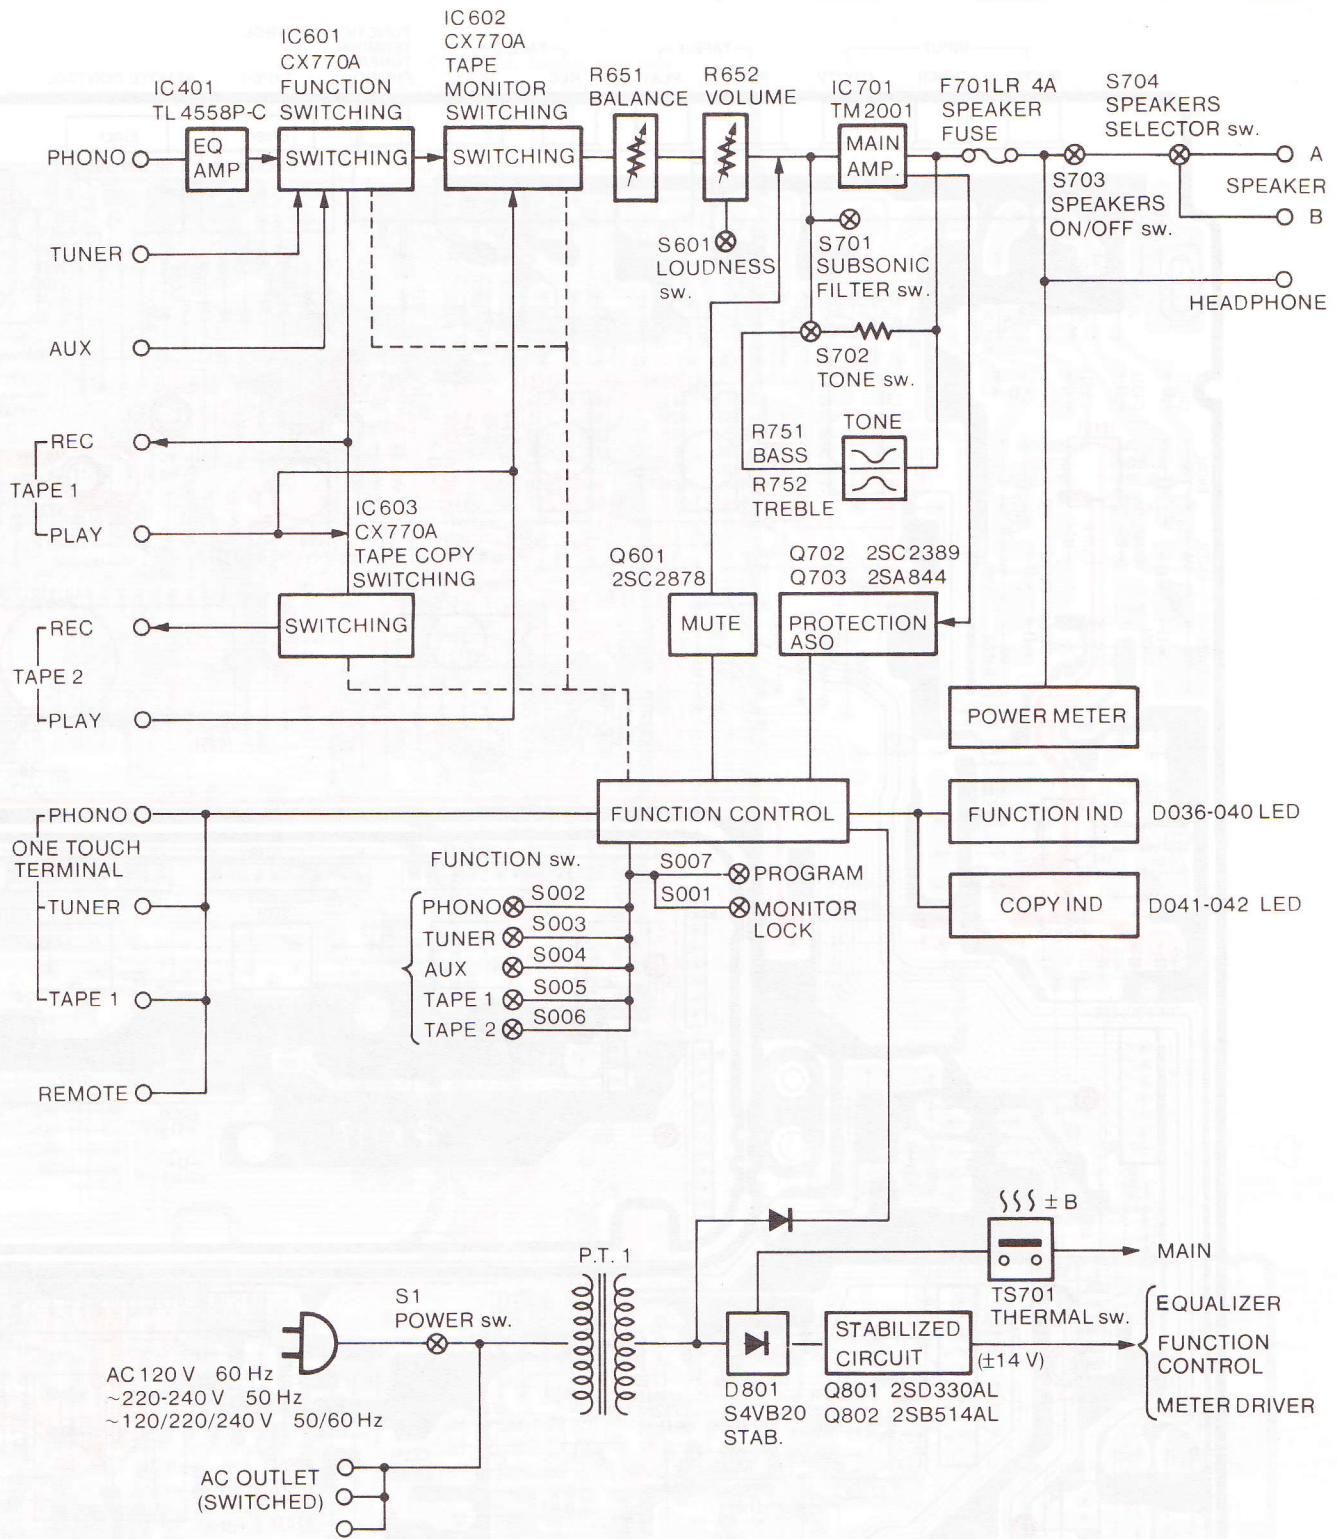 IC602
CX770A
TAPE
MONITOR
SWITCHING
IC601
CX770A
FUNCTION
SWITCHING
IC401
TL4558P-C
R651
BALANCE
R652
VOLUME
IC701
TM2001
F701LR 4A
SPEAKER
FUSE
S704
SPEAKERS
SELECTOR sw.
PHONO
EQ
AMP
SWITCHING
SWITCHING
MAIN
AMP.
A
SPEAKER
B
S703
SPEAKERS
ON/OFF sw.
TUNER
S601
LOUDNESS
sw.
S701
SUBSONIC
FILTER sw.
HEADPHONE
AUX
S702
TONE sw.
REC
TAPE 1
PLAY
R751
BASS
R752
TREBLE
TONE
IC603
CX770A
TAPE COPY
SWITCHING
Q601
2SC2878
Q702 2SC2389
Q703 2SA844
REC
TAPE 2
PLAY
SWITCHING
MUTE
PROTECTION
ASO
POWER METER
PHONO
ONE TOUCH
TERMINAL
TUNER
TAPE 1
REMOTE
FUNCTION CONTROL
FUNCTION IND
D036-040 LED
COPY IND
D041-042 LED
FUNCTION sw.
S007
PROGRAM
S001
MONITOR
LOCK
PHONO
S002
TUNER
S003
AUX
S004
TAPE 1
S005
TAPE 2
S006
± B
MAIN
TS701
THERMAL sw.
P.T. 1
S1
POWER sw.
AC 120 V 60 Hz
~220-240 V 50 Hz
~120/220/240 V 50/60 Hz
D801
S4VB20
STAB.
STABILIZED
CIRCUIT
(±14 V)
Q801 2SD330AL
Q802 2SB514AL
EQUALIZER
FUNCTION
CONTROL
METER DRIVER
AC OUTLET
(SWITCHED)